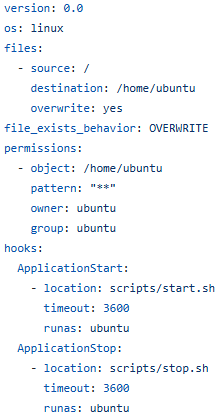 version: 0.0
os: linux
files:
  - source: /
    destination: /home/ubuntu
    overwrite: yes
file_exists_behavior: OVERWRITE
permissions:
  - object: /home/ubuntu
    pattern: "**"
    owner: ubuntu
    group: ubuntu
hooks:
  ApplicationStart:
    - location: scripts/start.sh
      timeout: 3600
      runas: ubuntu
  ApplicationStop:
    - location: scripts/stop.sh
      timeout: 3600
      runas: ubuntu